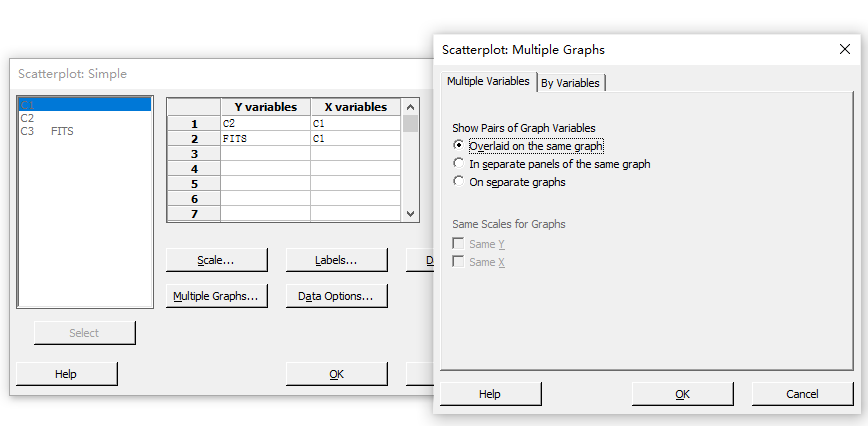 Scatterplot: Simple
C1
C2
C3 FITS
Y variables X variables
1 C2 C1
2 FITS C1
3
4
5
6
7
Scale... Labels... D
Multiple Graphs... Data Options...
Select
Help OK
Scatterplot: Multiple Graphs
Multiple Variables By Variables
Show Pairs of Graph Variables
Overlaid on the same graph
In separate panels of the same graph
On separate graphs
Same Scales for Graphs
Same Y
Same X
Help OK Cancel